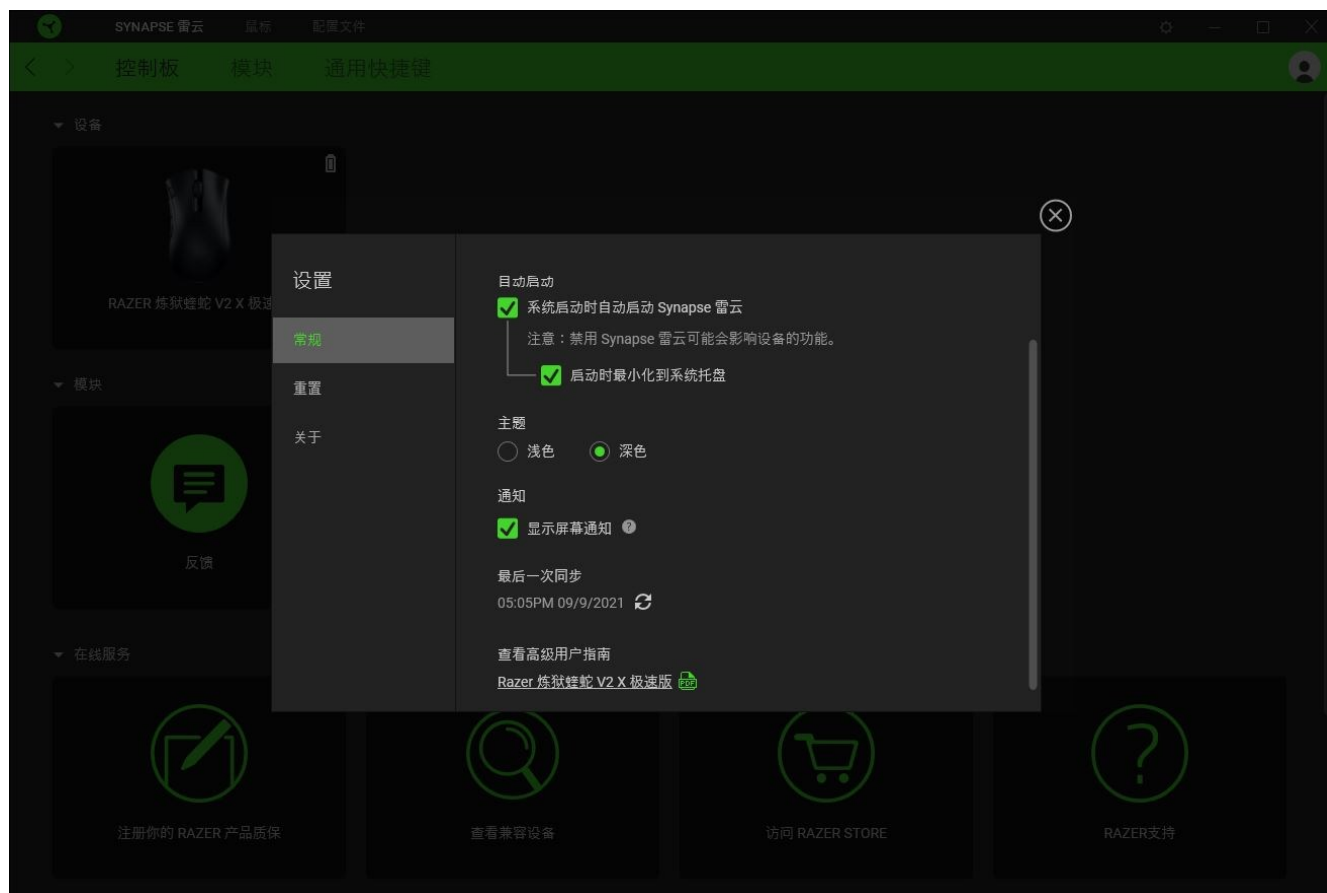 SYNAPSE 雷云 鼠标 配置文件
控制板 模块 通用快捷键
设备
RAZER 炼狱蝰蛇 V2 X 极速
设置
常规
重置
关于
自动启动
系统启动时自动启动 Synapse 雷云
注意：禁用 Synapse 雷云可能会影响设备的功能。
启动时最小化到系统托盘
主题
浅色 深色
通知
显示屏幕通知 ?
最后一次同步
05:05PM 09/9/2021
查看高级用户指南
Razer 炼狱蝰蛇 V2 X 极速版 PDF
模块
反馈
在线服务
注册你的 RAZER 产品质保
查看兼容设备
访问 RAZER STORE
RAZER支持